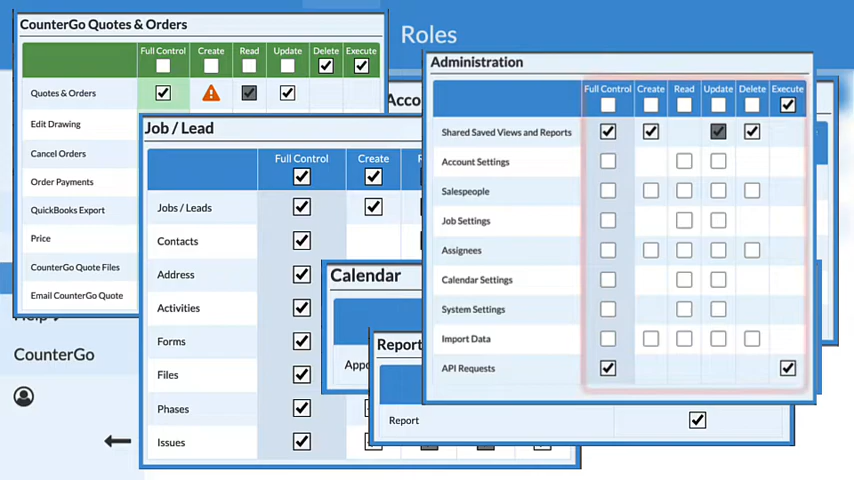 CounterGo Quotes & Orders
Full Control Create Read Update Delete Execute
Quotes & Orders
Edit Drawing
Cancel Orders
Order Payments
QuickBooks Export
Price
CounterGo Quote Files
Email CounterGo Quote
CounterGo
Roles
Job / Lead
Full Control Create
Jobs / Leads
Contacts
Address
Activities
Forms
Files
Phases
Issues
Calendar
Report
Report
Administration
Full Control Create Read Update Delete Execute
Shared Saved Views and Reports
Account Settings
Salespeople
Job Settings
Assignees
Calendar Settings
System Settings
Import Data
API Requests